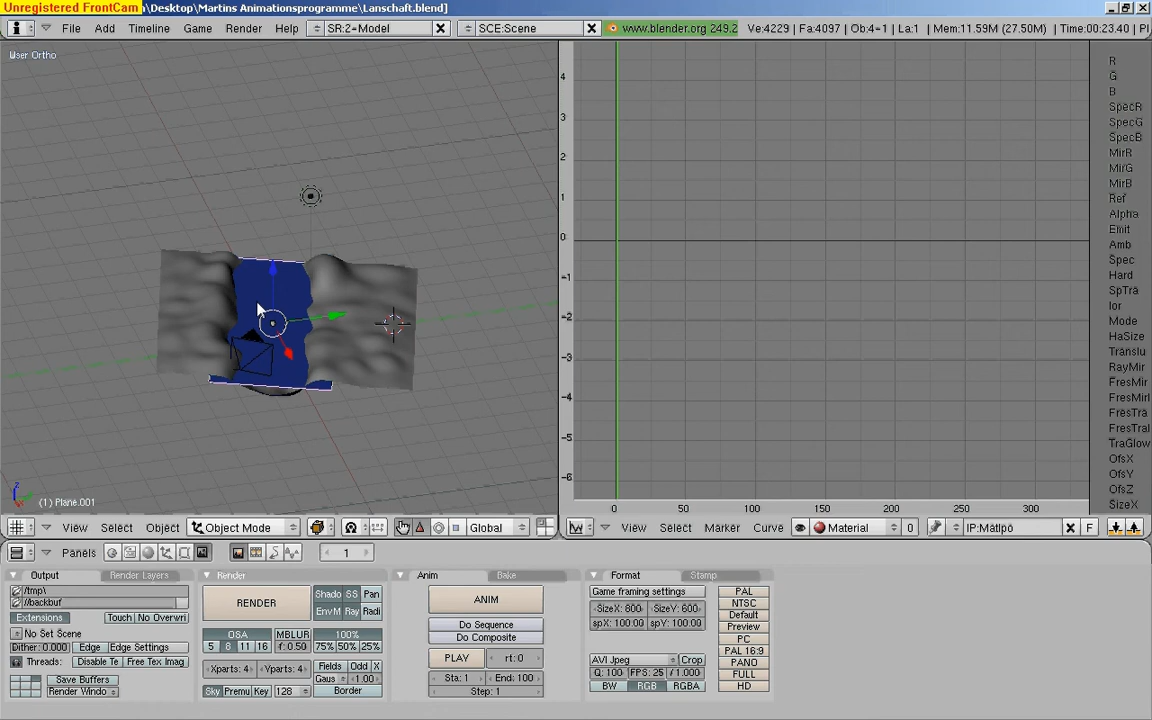 Unregistered FrontCam
\Desktop\Martins Animationsprogramme\Lanschaft.blend]
File Add Timeline Game Render Help SR:2-Model SCE:Scene www.blender.org 249.2 Ve:4229 | Fa:4097 | Ob:4-1 | La:1 | Mem:11.59M (27.50M) | Time:00:23.40 | Pl
User Ortho
(1) Plane.001
4
3
2
1
0
-1
-2
-3
-4
-5
-6
0 50 100 150 200 250 300
R
G
B
SpecR
SpecG
SpecB
MirR
MirG
MirB
Ref
Alpha
Emit
Amb
Spec
Hard
SpTra
Ior
Mode
HaSize
Translu
RayMir
FresMir
FresMirI
FresTra
FresTraI
TraGlow
OfsX
OfsY
OfsZ
SizeX
View Select Object Object Mode Global
View Select Marker Curve Material 0 IP:MatIpo F
Panels 1
Output Render Layers
/tmp\
//backbuf
Extensions Touch No Overwri
No Set Scene
Dither: 0.000 Edge Edge Settings
Threads: Disable Te Free Tex Imag
Save Buffers
Render Windo
Render
RENDER
Shado SS Pan
EnvM Ray Radi
OSA MBLUR 100%
5 8 11 16 f: 0.50 75% 50% 25%
Xparts: 4 Yparts: 4 Fields Odd X
Gaus 1.00
Sky Premu Key 128 Border
Anim Bake
ANIM
Do Sequence
Do Composite
PLAY rt: 0
Sta: 1 End: 100
Step: 1
Format Stamp
Game framing settings
SizeX: 800 SizeY: 600
spX: 100.00 spY: 100.00
AVI Jpeg Crop
Q: 100 FPS: 25 / 1.000
BW RGB RGBA
PAL
NTSC
Default
Preview
PC
PAL 16:9
PANO
FULL
HD